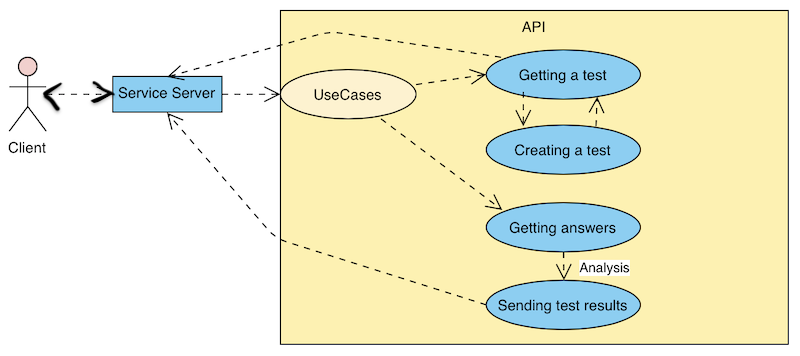 API
Getting a test
Service Server
UseCases
Client
Creating a test
Getting answers
Analysis
Sending test results